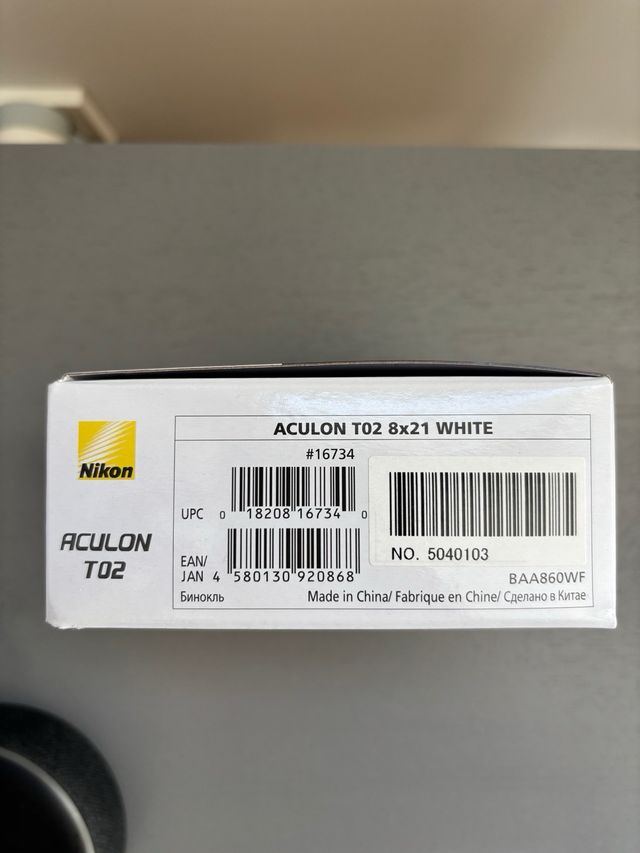 Nikon
ACULON
T02
ACULON T02 8x21 WHITE
#16734
UPC 0 18208 16734 0
NO. 5040103
EAN/
JAN 4 580130 920868
BAA860WF
Бинокль Made in China/ Fabrique en Chine/ Сделано в Китае